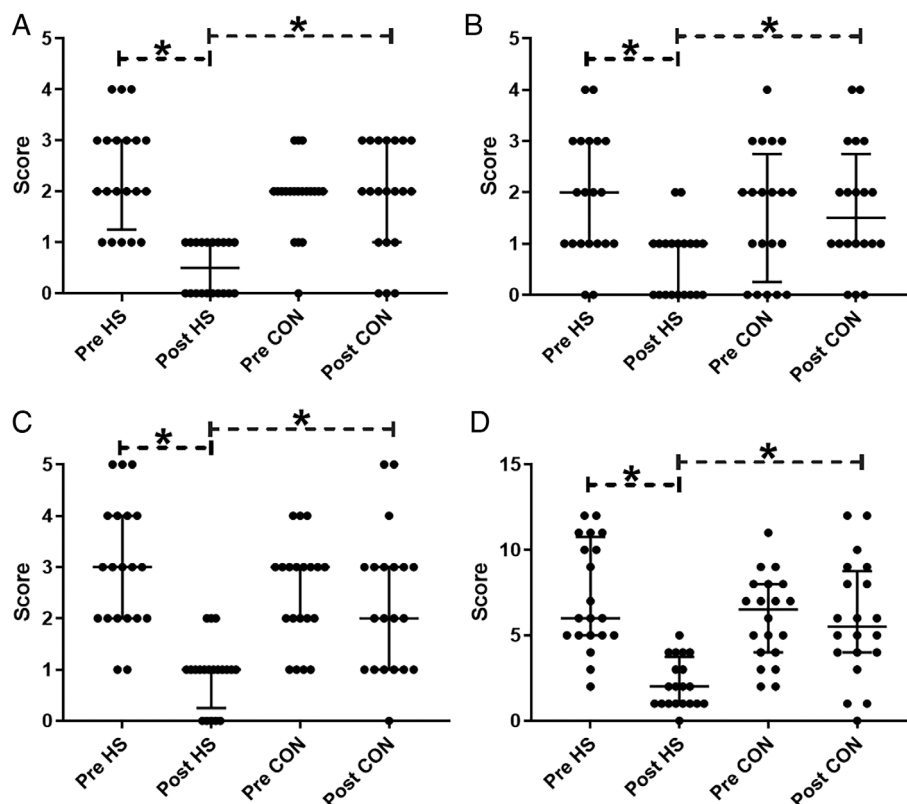 A
*
*
5
4
3
2
1
0
Score
Pre HS
Post HS
Pre CON
Post CON
B
*
*
5
4
3
2
1
0
Score
Pre HS
Post HS
Pre CON
Post CON
C
*
*
5
4
3
2
1
0
Score
Pre HS
Post HS
Pre CON
Post CON
D
*
*
15
10
5
0
Score
Pre HS
Post HS
Pre CON
Post CON